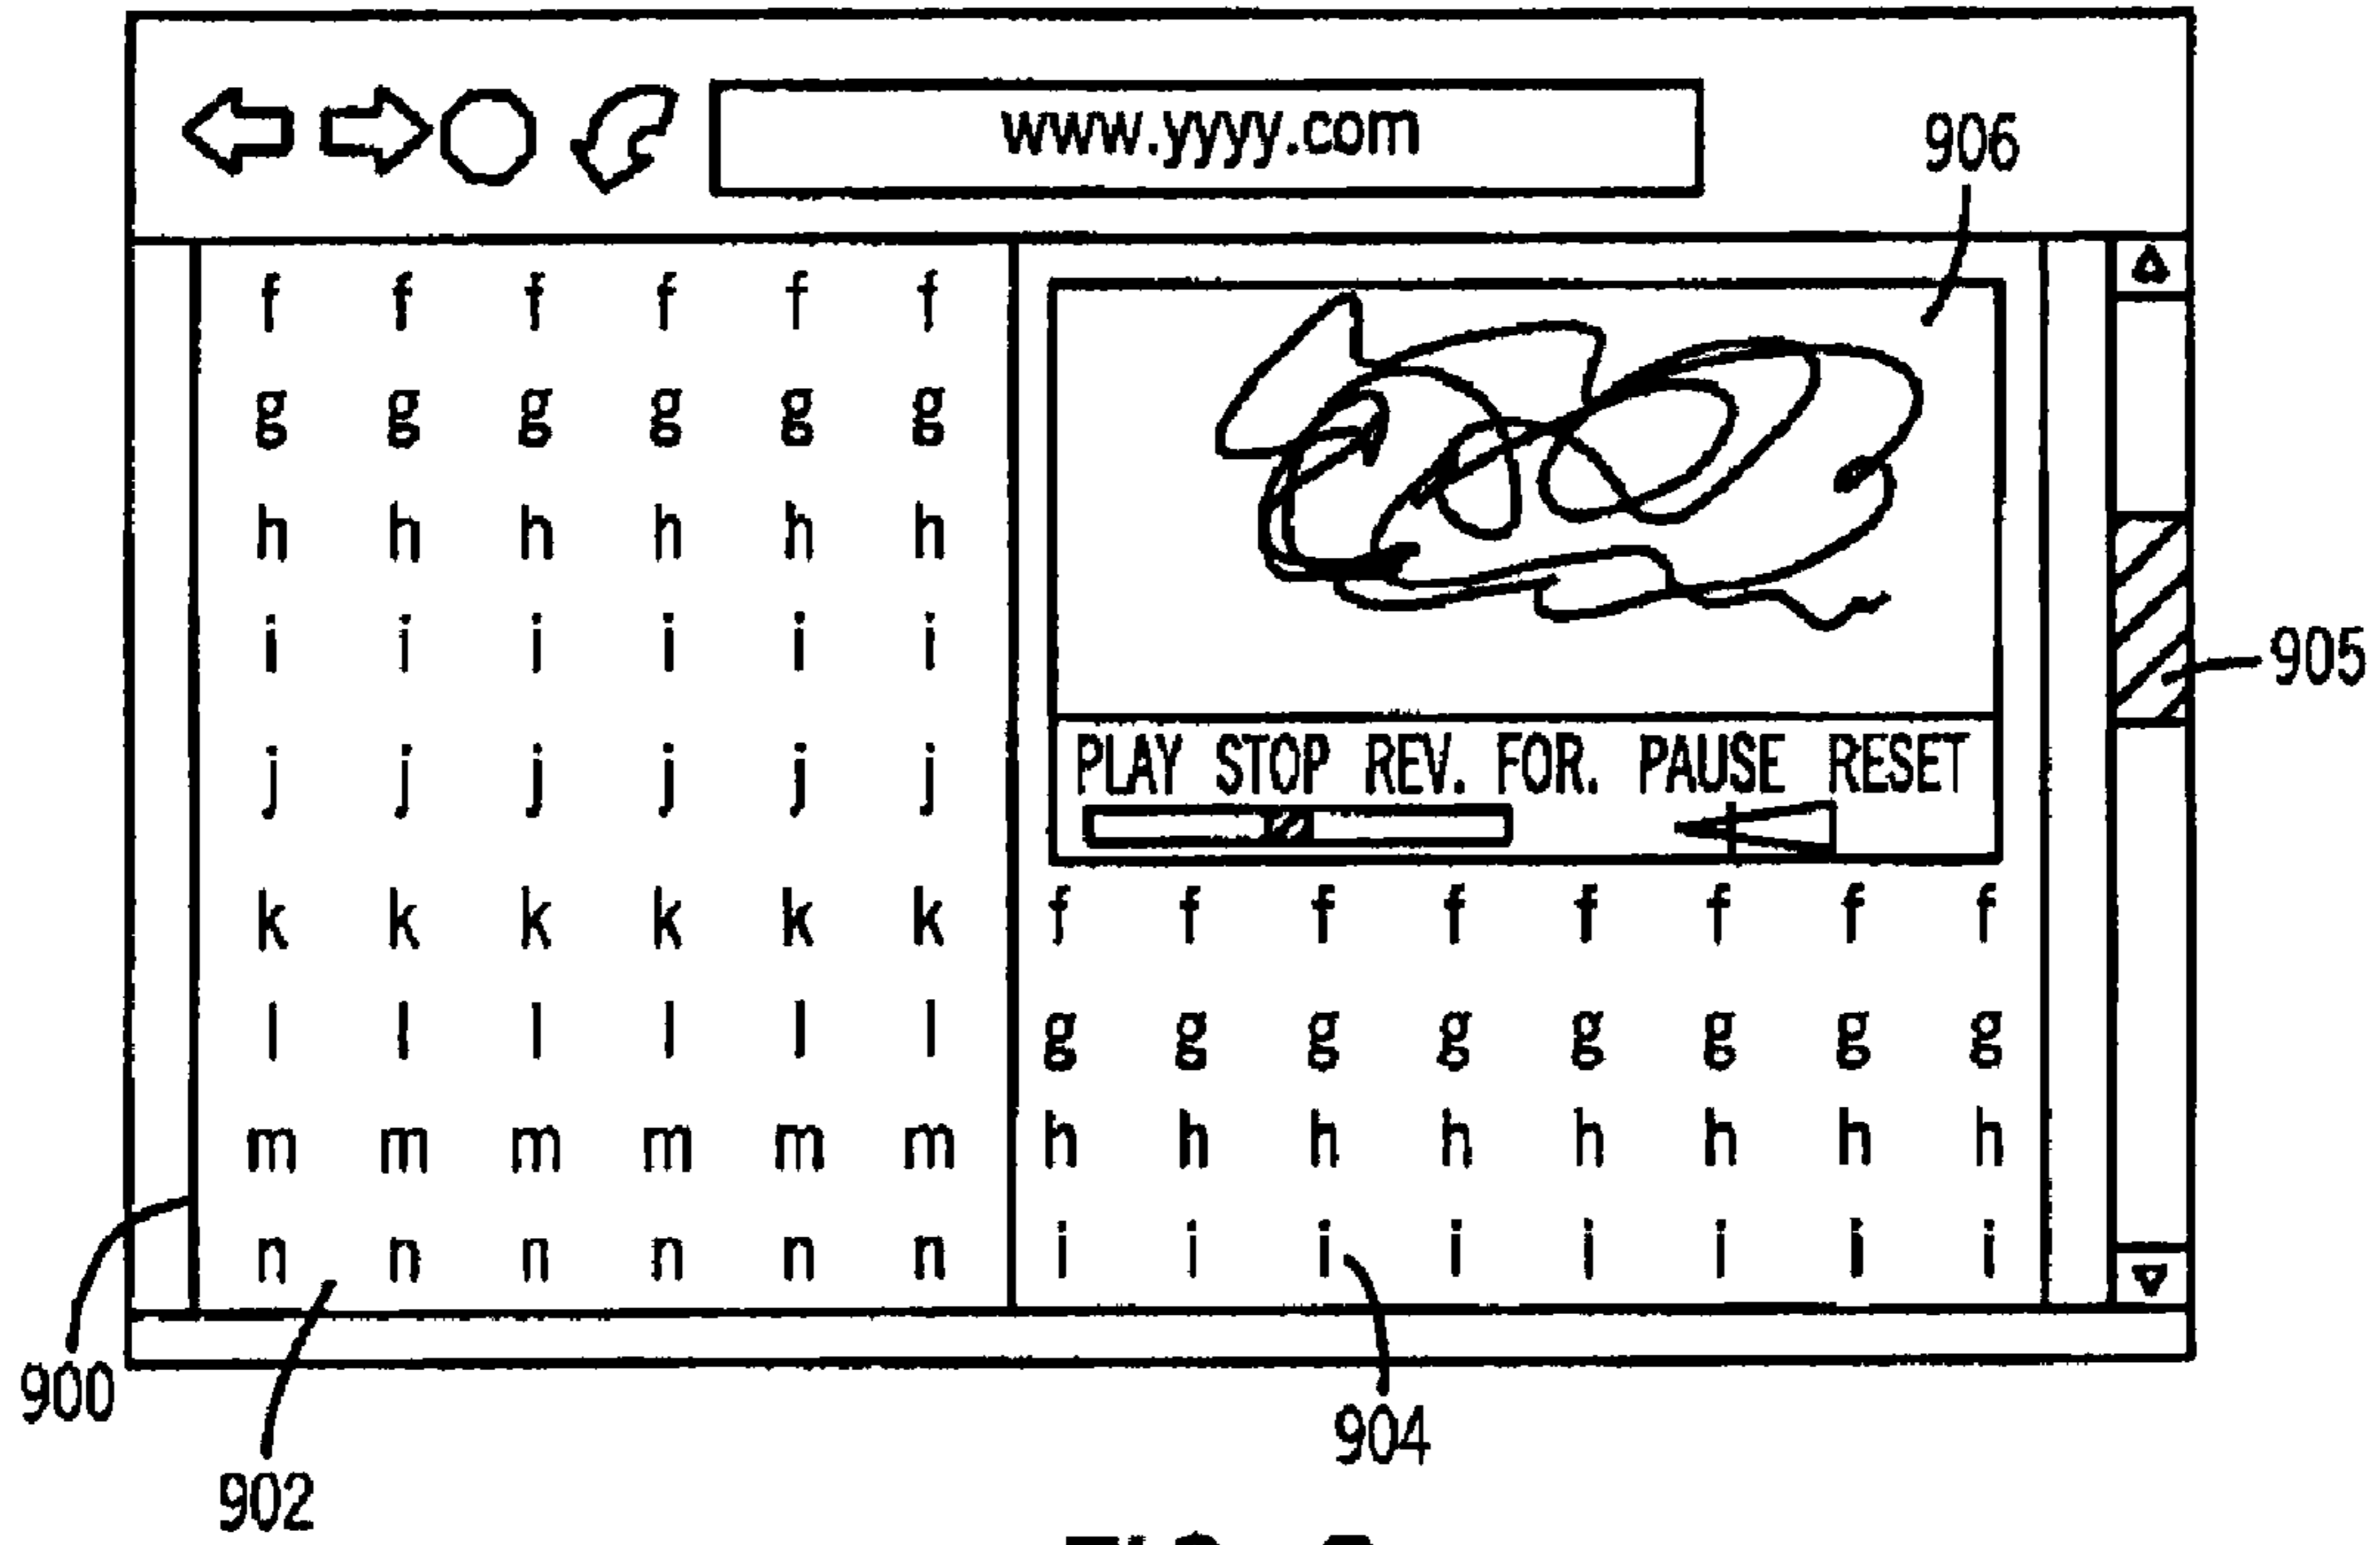 www.yyyy.com
906
f f f f f f
g g g g g g
h h h h h h
i i i i i i
j j j j j j
k k k k k k
l l l l l l
m m m m m m
n n n n n n
PLAY STOP REV. FOR. PAUSE RESET
f f f f f f f f
g g g g g g g g
h h h h h h h h
i i i i i i i i
905
900
902
904